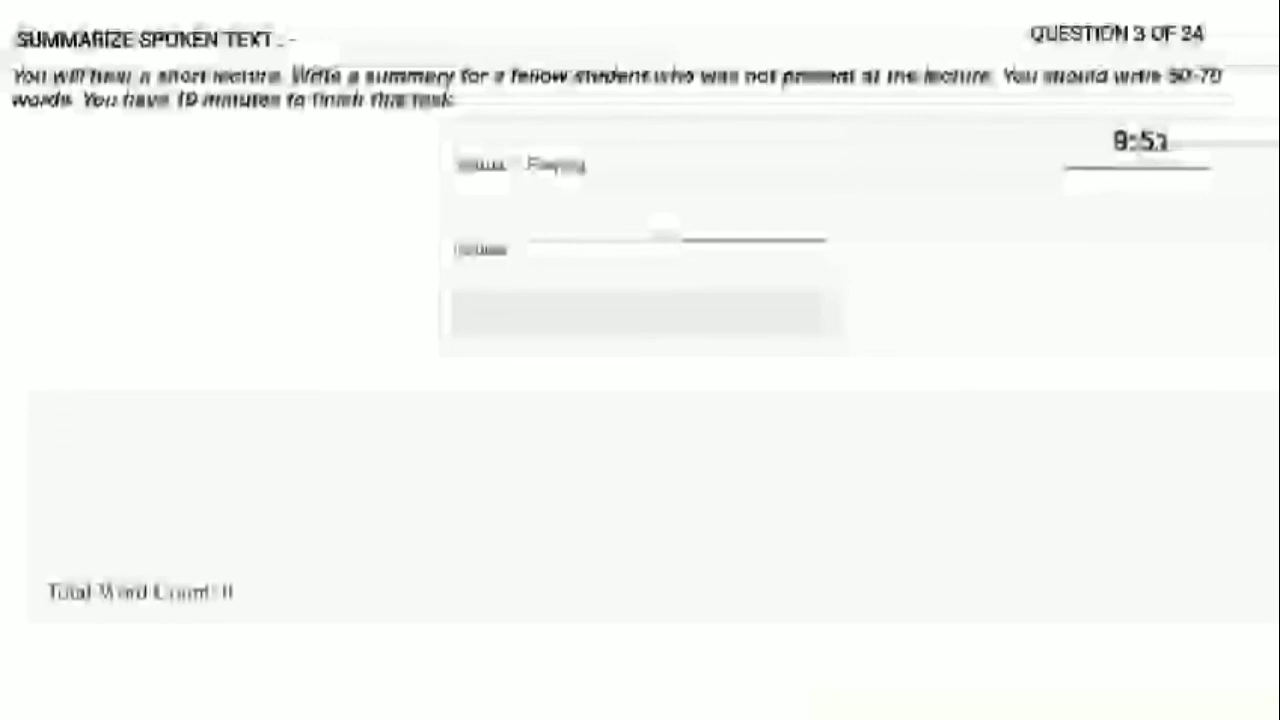 SUMMARIZE SPOKEN TEXT . -
QUESTION 3 OF 24
You will hear a short lecture. Write a summary for a fellow student who was not present at the lecture. You should write 50-70
words. You have 10 minutes to finish this task.
Playing
Total Word Count: 0